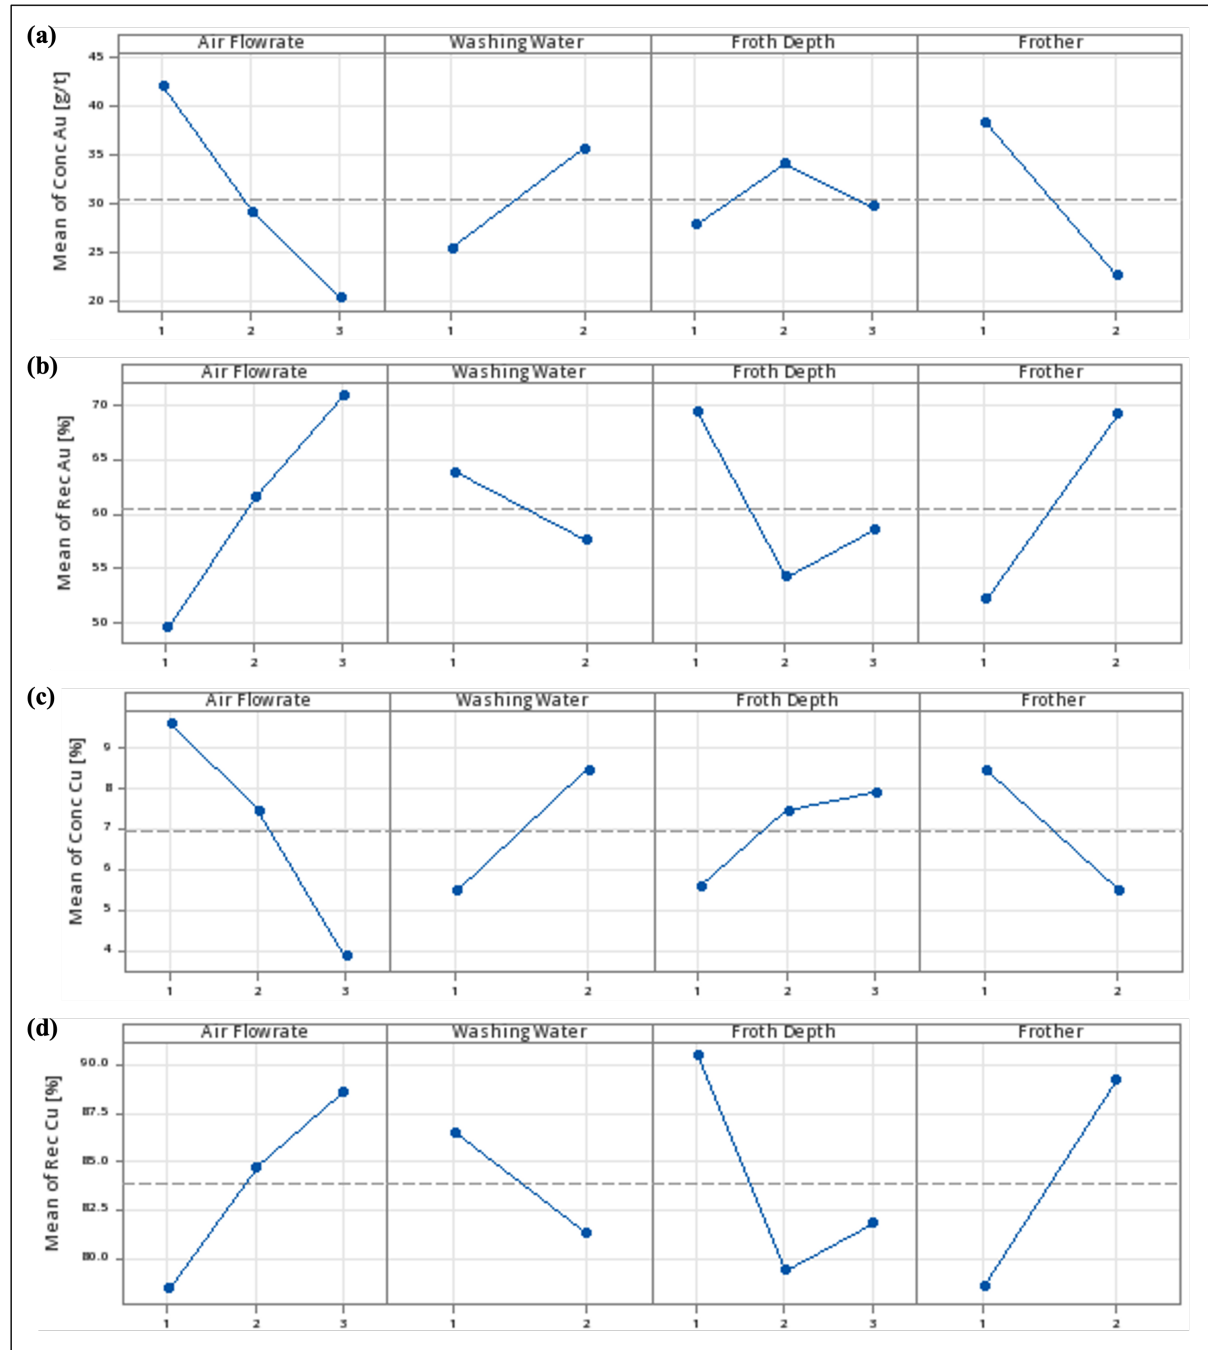 (a)
Air Flowrate Washing Water Froth Depth Frother
Mean of Conc Au [g/t]
45
40
35
30
25
20
1 2 3 1 2 1 2 3 1 2
(b)
Air Flowrate Washing Water Froth Depth Frother
Mean of Rec Au [%]
70
65
60
55
50
1 2 3 1 2 1 2 3 1 2
(c)
Air Flowrate Washing Water Froth Depth Frother
Mean of Conc Cu [%]
9
8
7
6
5
4
1 2 3 1 2 1 2 3 1 2
(d)
Air Flowrate Washing Water Froth Depth Frother
Mean of Rec Cu [%]
90.0
87.5
85.0
82.5
80.0
1 2 3 1 2 1 2 3 1 2